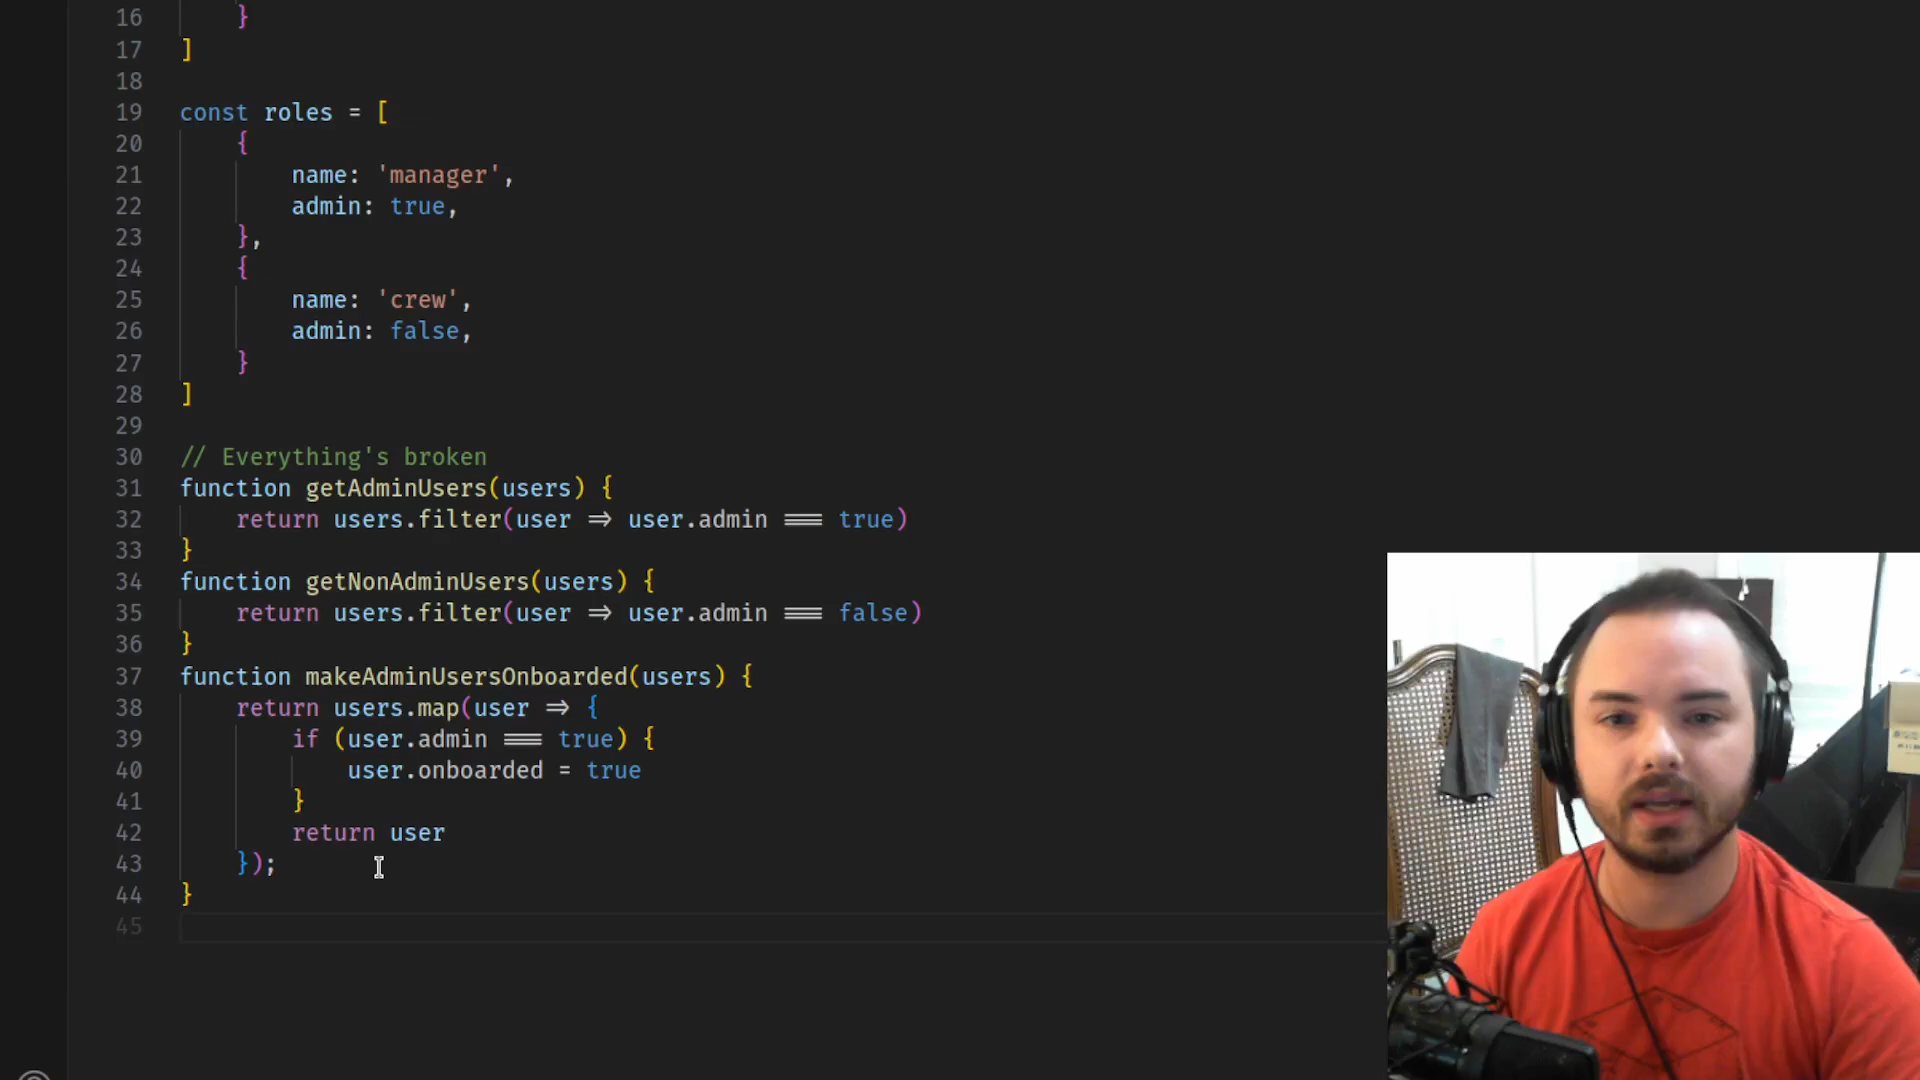 16 }
17 ]
18
19 const roles = [
20 {
21 name: 'manager',
22 admin: true,
23 },
24 {
25 name: 'crew',
26 admin: false,
27 }
28 ]
29
30 // Everything's broken
31 function getAdminUsers(users) {
32 return users.filter(user => user.admin === true)
33 }
34 function getNonAdminUsers(users) {
35 return users.filter(user => user.admin === false)
36 }
37 function makeAdminUsersOnboarded(users) {
38 return users.map(user => {
39 if (user.admin === true) {
40 user.onboarded = true
41 }
42 return user
43 });
44 }
45